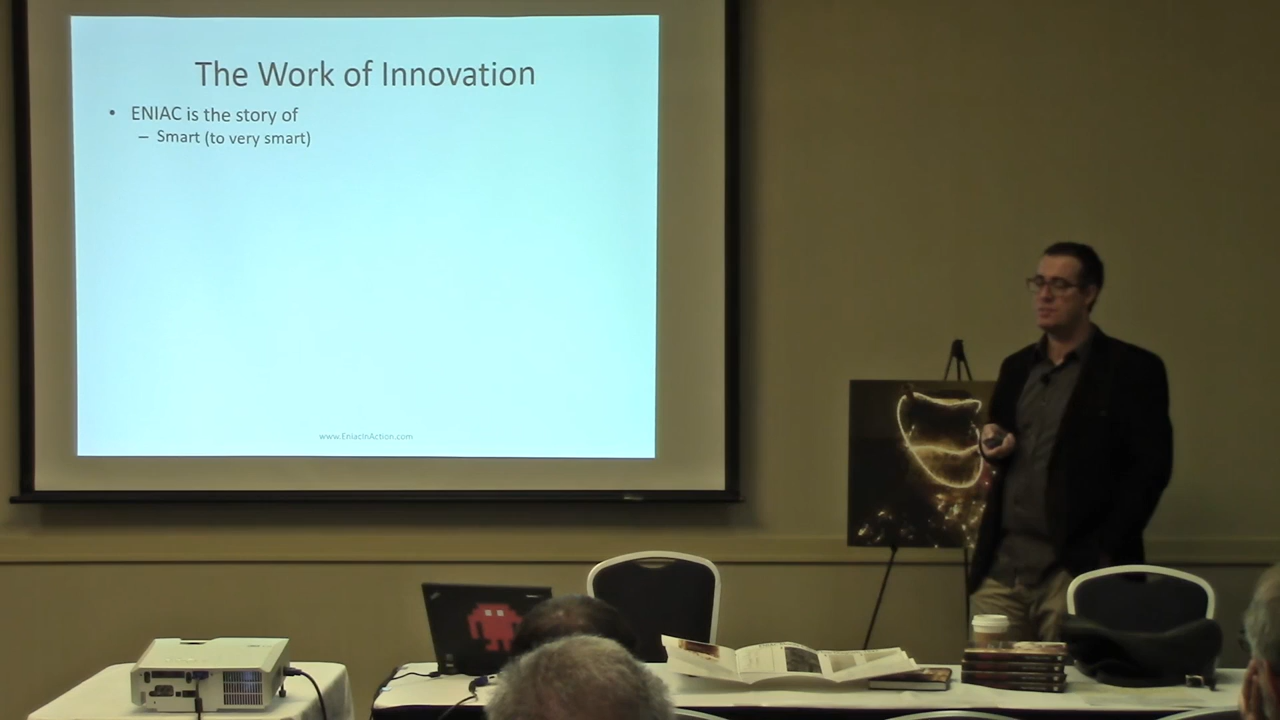 The Work of Innovation
• ENIAC is the story of
– Smart (to very smart)
www.EniacInAction.com